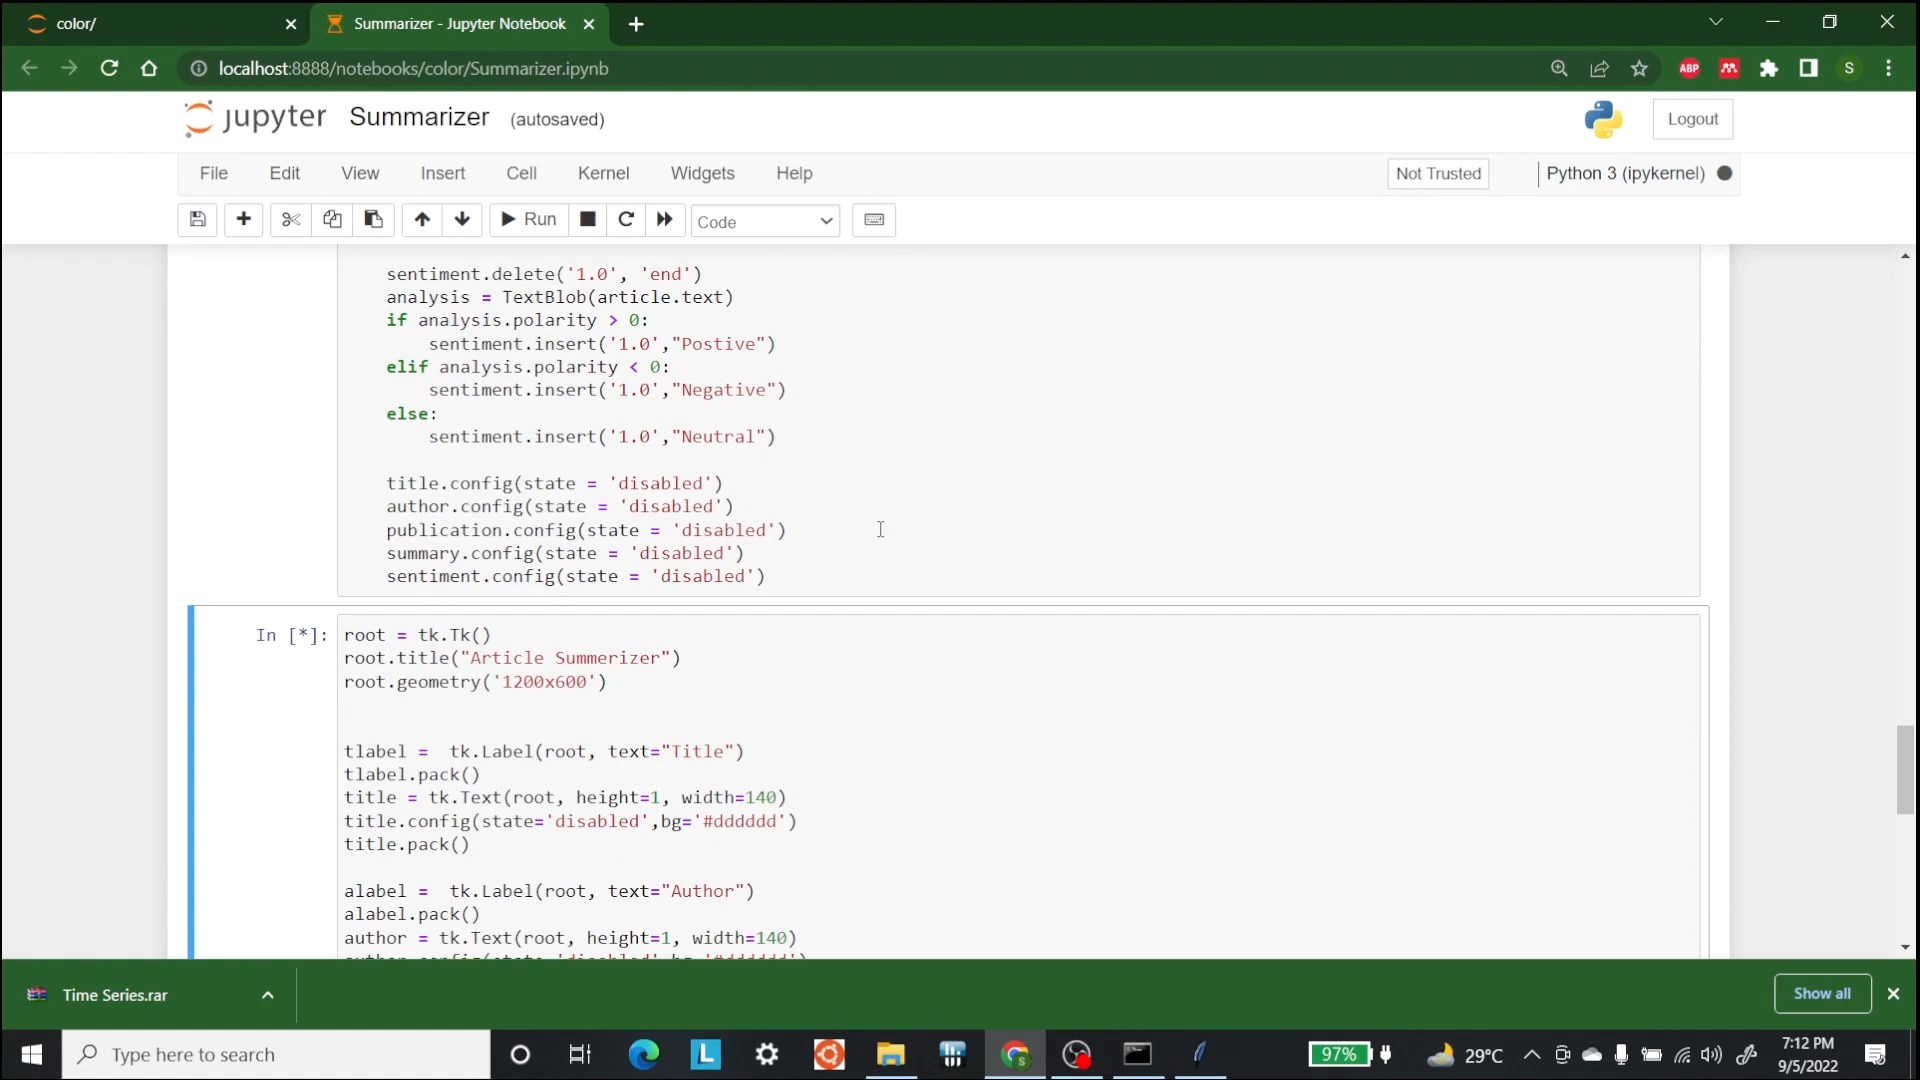 color/
Summarizer - Jupyter Notebook
localhost:8888/notebooks/color/Summarizer.ipynb
ABP
S
jupyter Summarizer (autosaved)
Logout
File Edit View Insert Cell Kernel Widgets Help
Not Trusted
Python 3 (ipykernel)
Run
Code
sentiment.delete('1.0', 'end')
analysis = TextBlob(article.text)
if analysis.polarity > 0:
sentiment.insert('1.0',"Postive")
elif analysis.polarity < 0:
sentiment.insert('1.0',"Negative")
else:
sentiment.insert('1.0',"Neutral")
title.config(state = 'disabled')
author.config(state = 'disabled')
publication.config(state = 'disabled')
summary.config(state = 'disabled')
sentiment.config(state = 'disabled')
In [*]:
root = tk.Tk()
root.title("Article Summerizer")
root.geometry('1200x600')
tlabel =  tk.Label(root, text="Title")
tlabel.pack()
title = tk.Text(root, height=1, width=140)
title.config(state='disabled',bg='#dddddd')
title.pack()
alabel =  tk.Label(root, text="Author")
alabel.pack()
author = tk.Text(root, height=1, width=140)
author.config(state='disabled',bg='#dddddd')
Time Series.rar
Show all
Type here to search
L
97%
29°C
7:12 PM
9/5/2022